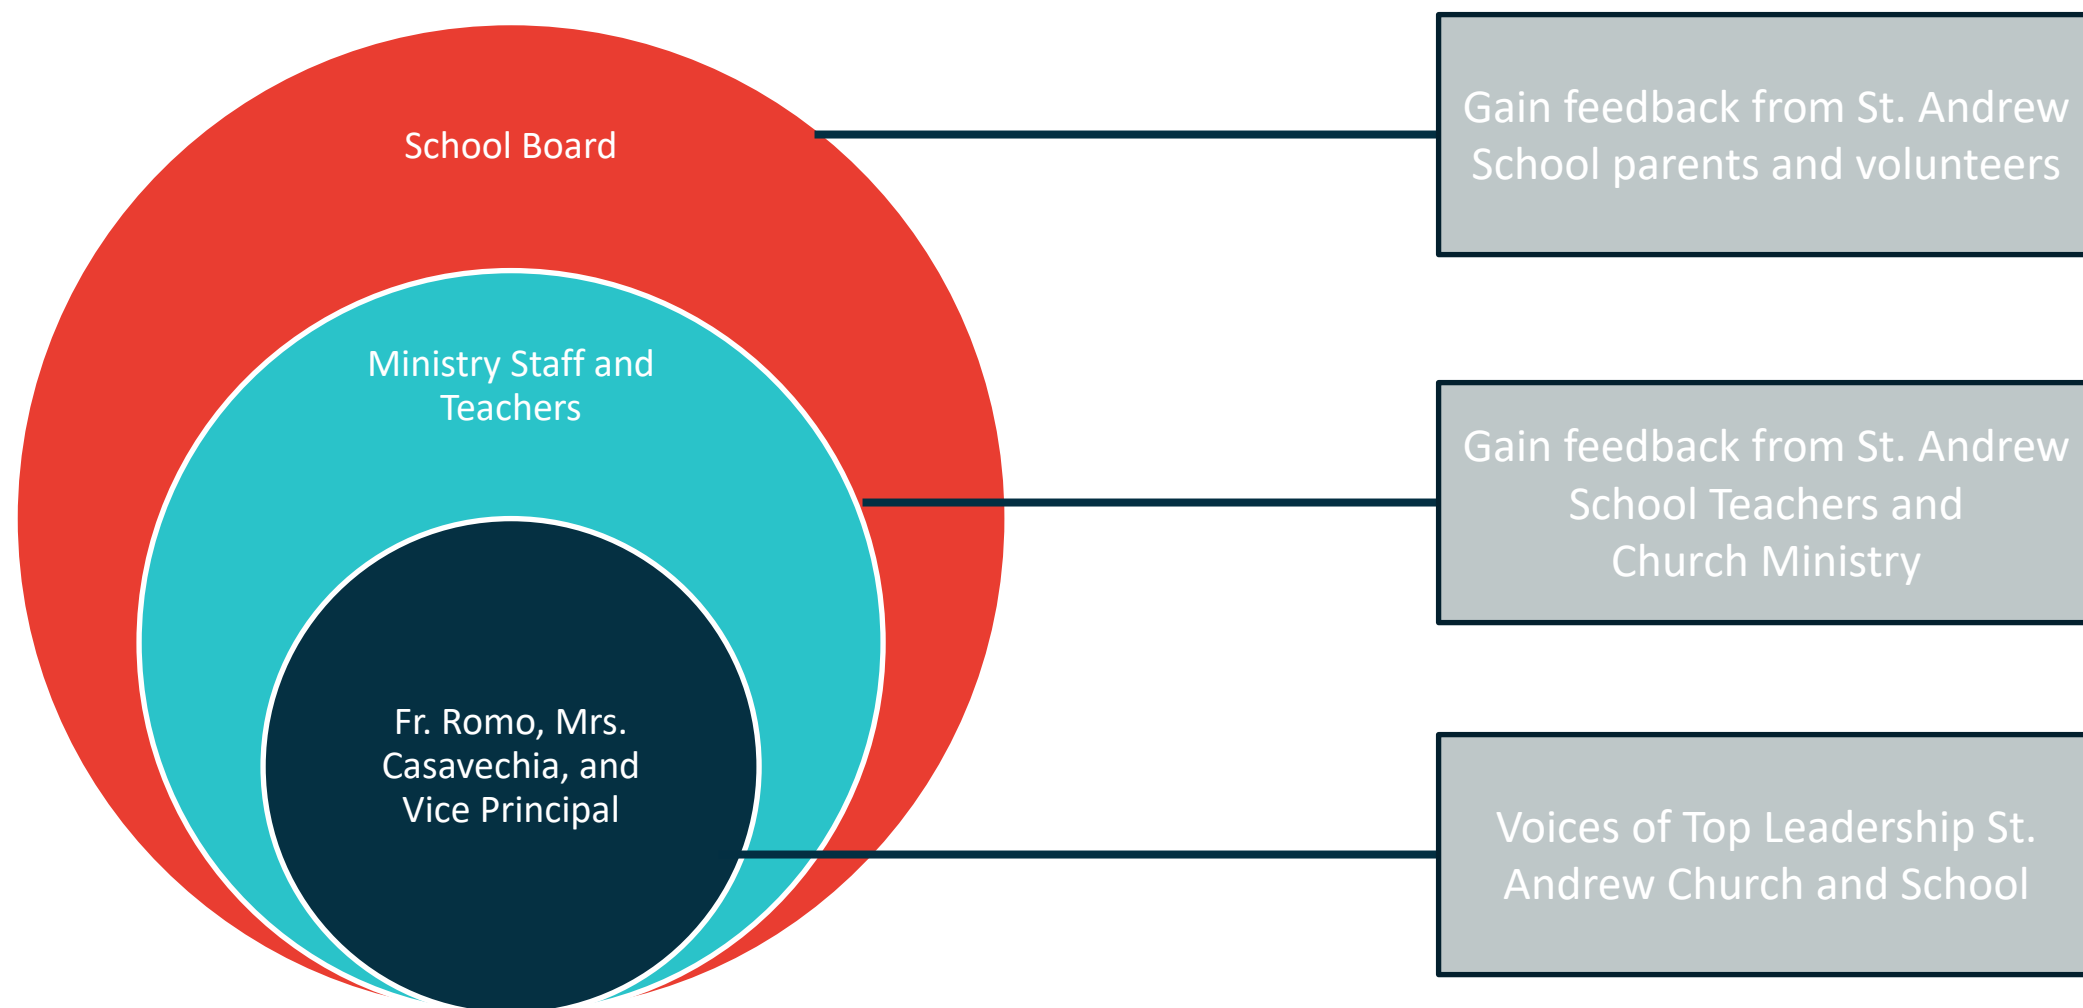 School Board
Gain feedback from St. Andrew
School parents and volunteers
Ministry Staff and
Teachers
Gain feedback from St. Andrew
School Teachers and
Church Ministry
Fr. Romo, Mrs.
Casavechia, and
Vice Principal
Voices of Top Leadership St.
Andrew Church and School